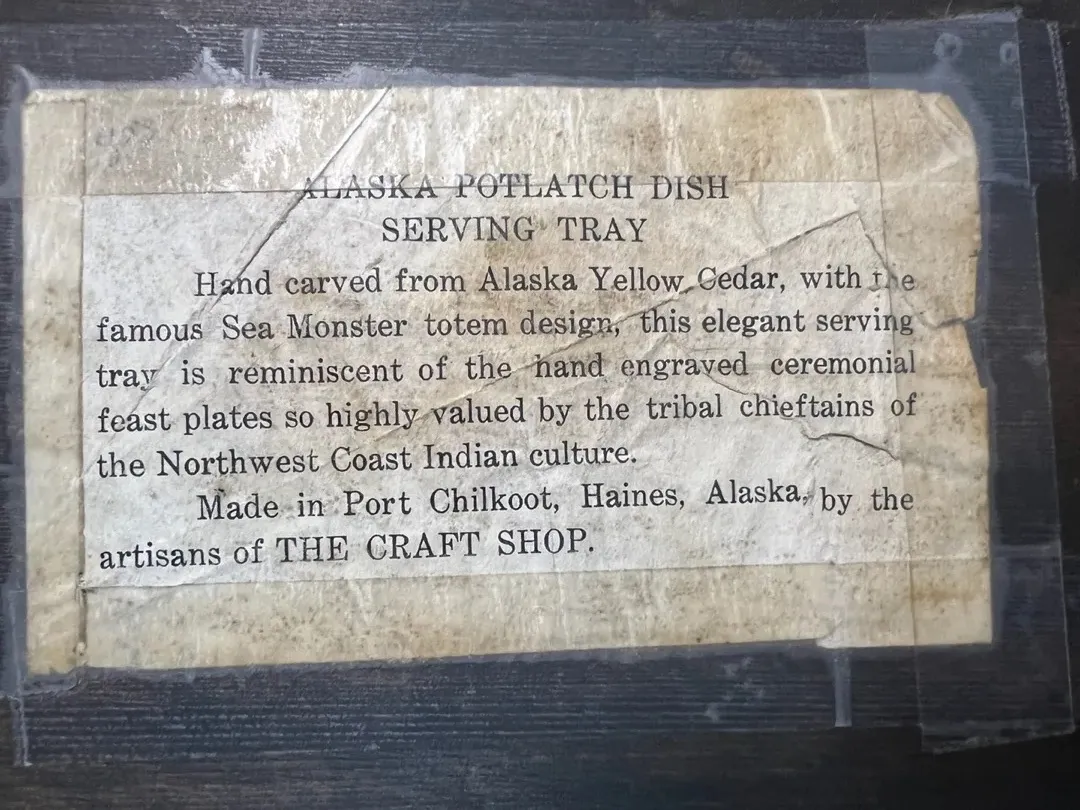 ALASKA POTLATCH DISH
SERVING TRAY
Hand carved from Alaska Yellow Cedar, with the
famous Sea Monster totem design, this elegant serving
tray is reminiscent of the hand engraved ceremonial
feast plates so highly valued by the tribal chieftains of
the Northwest Coast Indian culture.
Made in Port Chilkoot, Haines, Alaska, by the
artisans of THE CRAFT SHOP.